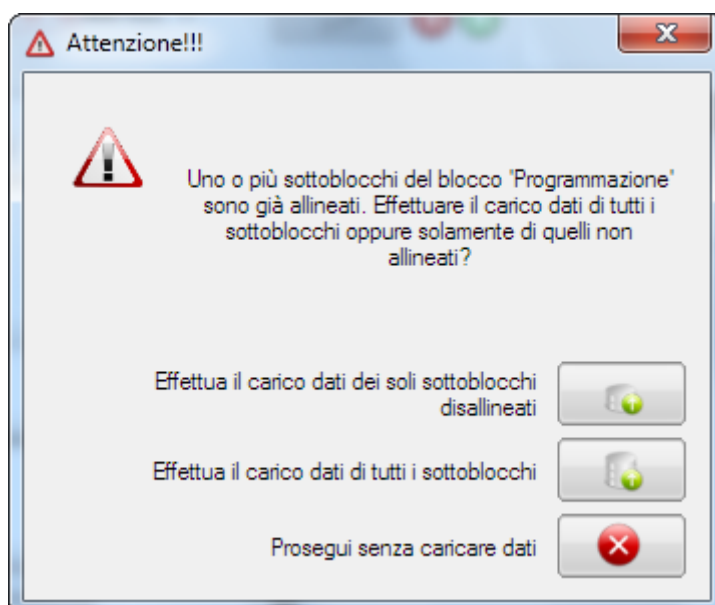 Attenzione!!!
Uno o più sottoblocchi del blocco 'Programmazione'
sono già allineati. Effettuare il carico dati di tutti i
sottoblocchi oppure solamente di quelli non
allineati?
Effettua il carico dati dei soli sottoblocchi
disallineati
Effettua il carico dati di tutti i sottoblocchi
Prosegui senza caricare dati